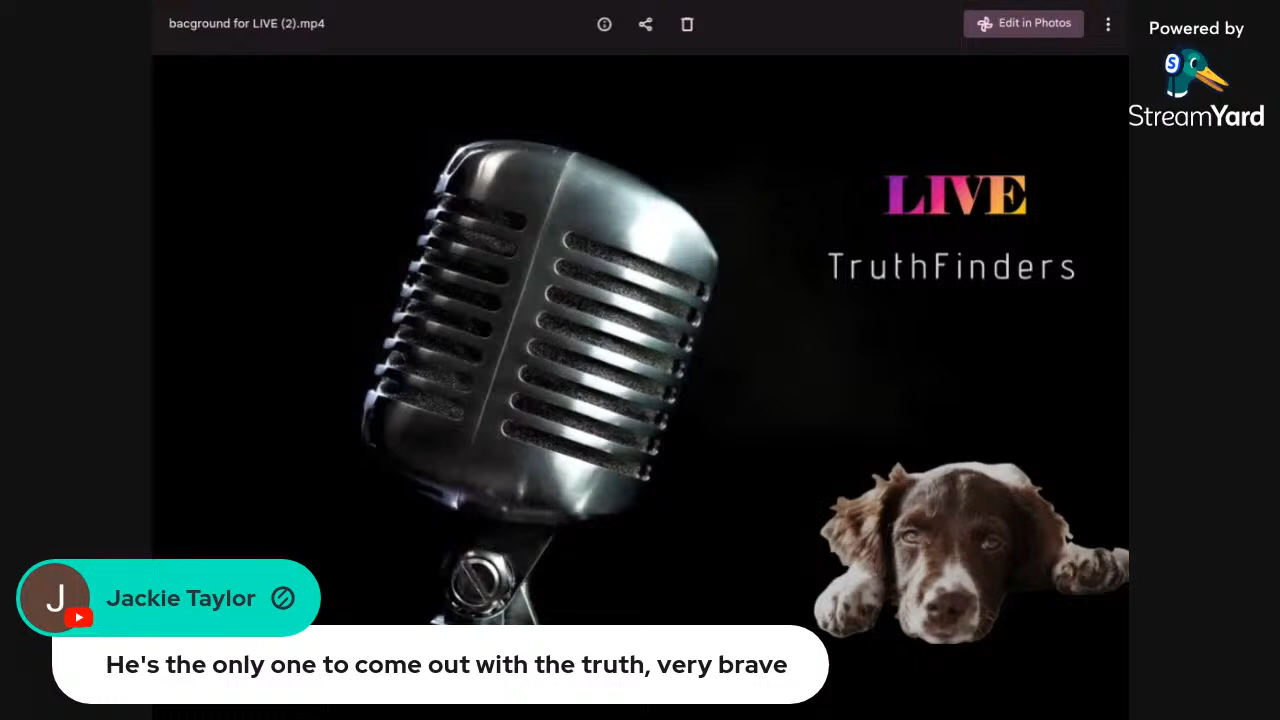 bacground for LIVE (2).mp4
Edit in Photos
Powered by
S
StreamYard
LIVE
TruthFinders
J
Jackie Taylor
He's the only one to come out with the truth, very brave